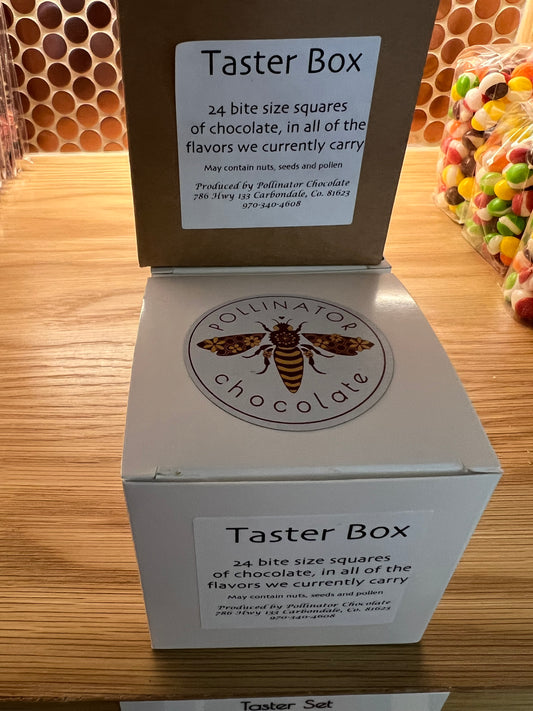 Taster Box
24 bite size squares
of chocolate, in all of the
flavors we currently carry
May contain nuts, seeds and pollen
Produced by Pollinator Chocolate
786 Hwy 133 Carbondale, Co. 81623
970-340-4608
POLLINATOR
chocolate
Taster Box
24 bite size squares
of chocolate, in all of the
flavors we currently carry
May contain nuts, seeds and pollen
Produced by Pollinator Chocolate
786 Hwy 133 Carbondale, Co. 81623
970-340-4608
Taster Set